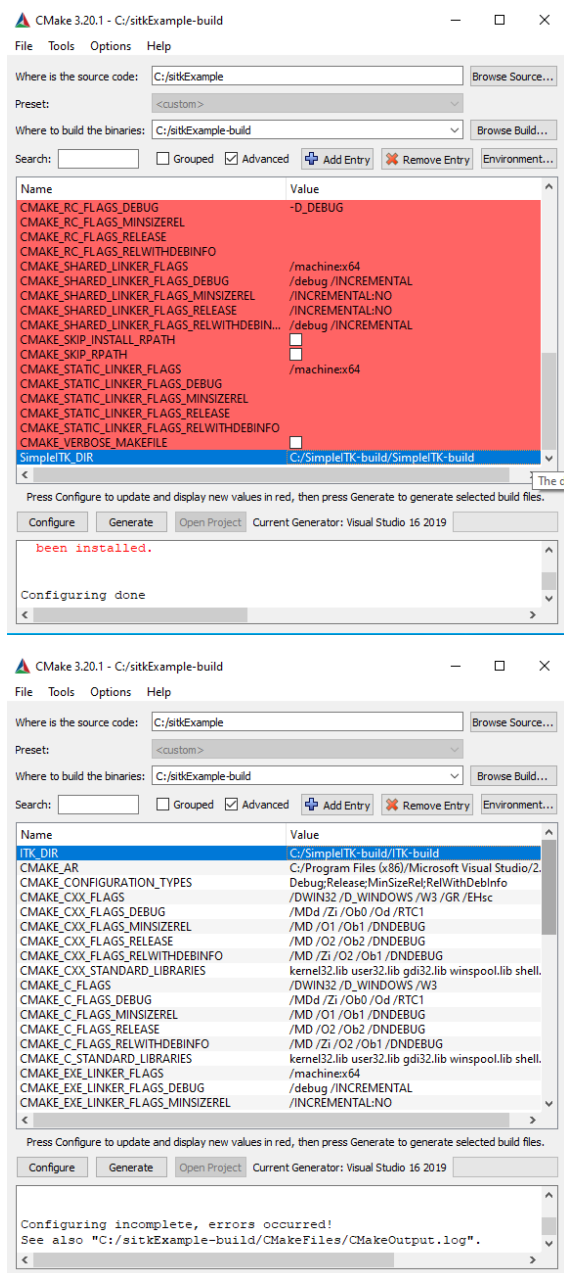 CMake 3.20.1 - C:/sitkExample-build
File Tools Options Help
Where is the source code: C:/sitkExample Browse Source...
Preset: <custom>
Where to build the binaries: C:/sitkExample-build Browse Build...
Search: Grouped Advanced Add Entry Remove Entry Environment...
Name Value
CMAKE_RC_FLAGS_DEBUG -D_DEBUG
CMAKE_RC_FLAGS_MINSIZEREL
CMAKE_RC_FLAGS_RELEASE
CMAKE_RC_FLAGS_RELWITHDEBINFO
CMAKE_SHARED_LINKER_FLAGS /machine:x64
CMAKE_SHARED_LINKER_FLAGS_DEBUG /debug /INCREMENTAL
CMAKE_SHARED_LINKER_FLAGS_MINSIZEREL /INCREMENTAL:NO
CMAKE_SHARED_LINKER_FLAGS_RELEASE /INCREMENTAL:NO
CMAKE_SHARED_LINKER_FLAGS_RELWITHDEBIN... /debug /INCREMENTAL
CMAKE_SKIP_INSTALL_RPATH
CMAKE_SKIP_RPATH
CMAKE_STATIC_LINKER_FLAGS /machine:x64
CMAKE_STATIC_LINKER_FLAGS_DEBUG
CMAKE_STATIC_LINKER_FLAGS_MINSIZEREL
CMAKE_STATIC_LINKER_FLAGS_RELEASE
CMAKE_STATIC_LINKER_FLAGS_RELWITHDEBINFO
CMAKE_VERBOSE_MAKEFILE
SimpleITK_DIR C:/SimpleITK-build/SimpleITK-build
The c
Press Configure to update and display new values in red, then press Generate to generate selected build files.
Configure Generate Open Project Current Generator: Visual Studio 16 2019
been installed.
Configuring done
CMake 3.20.1 - C:/sitkExample-build
File Tools Options Help
Where is the source code: C:/sitkExample Browse Source...
Preset: <custom>
Where to build the binaries: C:/sitkExample-build Browse Build...
Search: Grouped Advanced Add Entry Remove Entry Environment...
Name Value
ITK_DIR C:/SimpleITK-build/ITK-build
CMAKE_AR C:/Program Files (x86)/Microsoft Visual Studio/2.
CMAKE_CONFIGURATION_TYPES Debug;Release;MinSizeRel;RelWithDebInfo
CMAKE_CXX_FLAGS /DWIN32 /D_WINDOWS /W3 /GR /EHsc
CMAKE_CXX_FLAGS_DEBUG /MDd /Zi /Ob0 /Od /RTC1
CMAKE_CXX_FLAGS_MINSIZEREL /MD /O1 /Ob1 /DNDEBUG
CMAKE_CXX_FLAGS_RELEASE /MD /O2 /Ob2 /DNDEBUG
CMAKE_CXX_FLAGS_RELWITHDEBINFO /MD /Zi /O2 /Ob1 /DNDEBUG
CMAKE_CXX_STANDARD_LIBRARIES kernel32.lib user32.lib gdi32.lib winspool.lib shell.
CMAKE_C_FLAGS /DWIN32 /D_WINDOWS /W3
CMAKE_C_FLAGS_DEBUG /MDd /Zi /Ob0 /Od /RTC1
CMAKE_C_FLAGS_MINSIZEREL /MD /O1 /Ob1 /DNDEBUG
CMAKE_C_FLAGS_RELEASE /MD /O2 /Ob2 /DNDEBUG
CMAKE_C_FLAGS_RELWITHDEBINFO /MD /Zi /O2 /Ob1 /DNDEBUG
CMAKE_C_STANDARD_LIBRARIES kernel32.lib user32.lib gdi32.lib winspool.lib shell.
CMAKE_EXE_LINKER_FLAGS /machine:x64
CMAKE_EXE_LINKER_FLAGS_DEBUG /debug /INCREMENTAL
CMAKE_EXE_LINKER_FLAGS_MINSIZEREL /INCREMENTAL:NO
Press Configure to update and display new values in red, then press Generate to generate selected build files.
Configure Generate Open Project Current Generator: Visual Studio 16 2019
Configuring incomplete, errors occurred!
See also "C:/sitkExample-build/CMakeFiles/CMakeOutput.log".